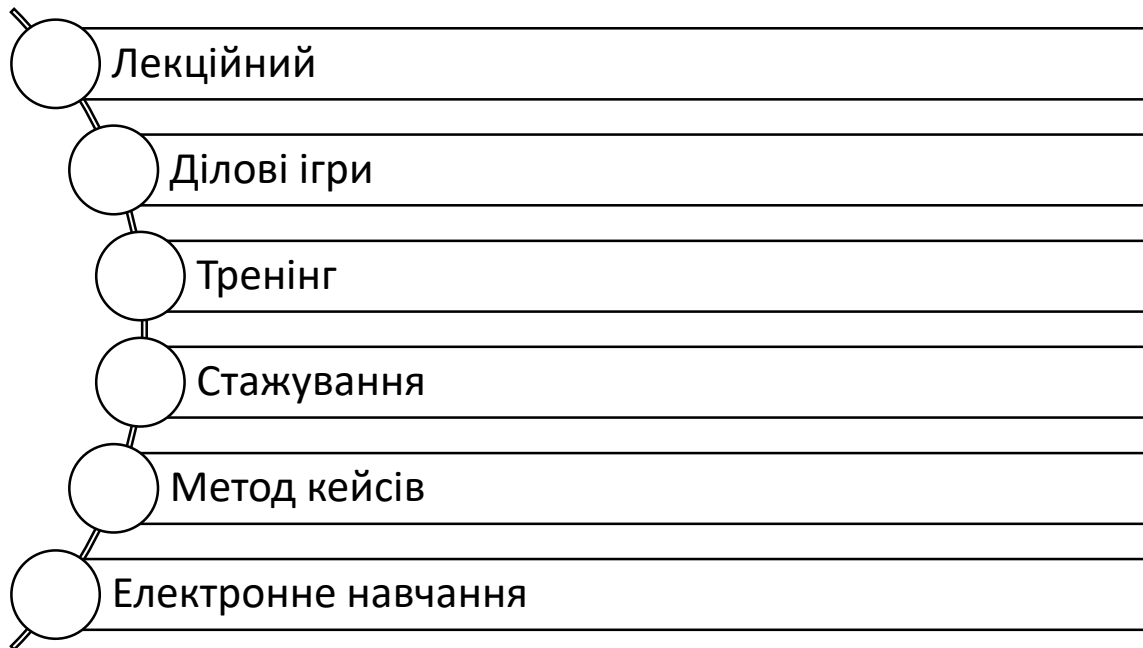 Лекційний
Ділові ігри
Тренінг
Стажування
Метод кейсів
Електронне навчання